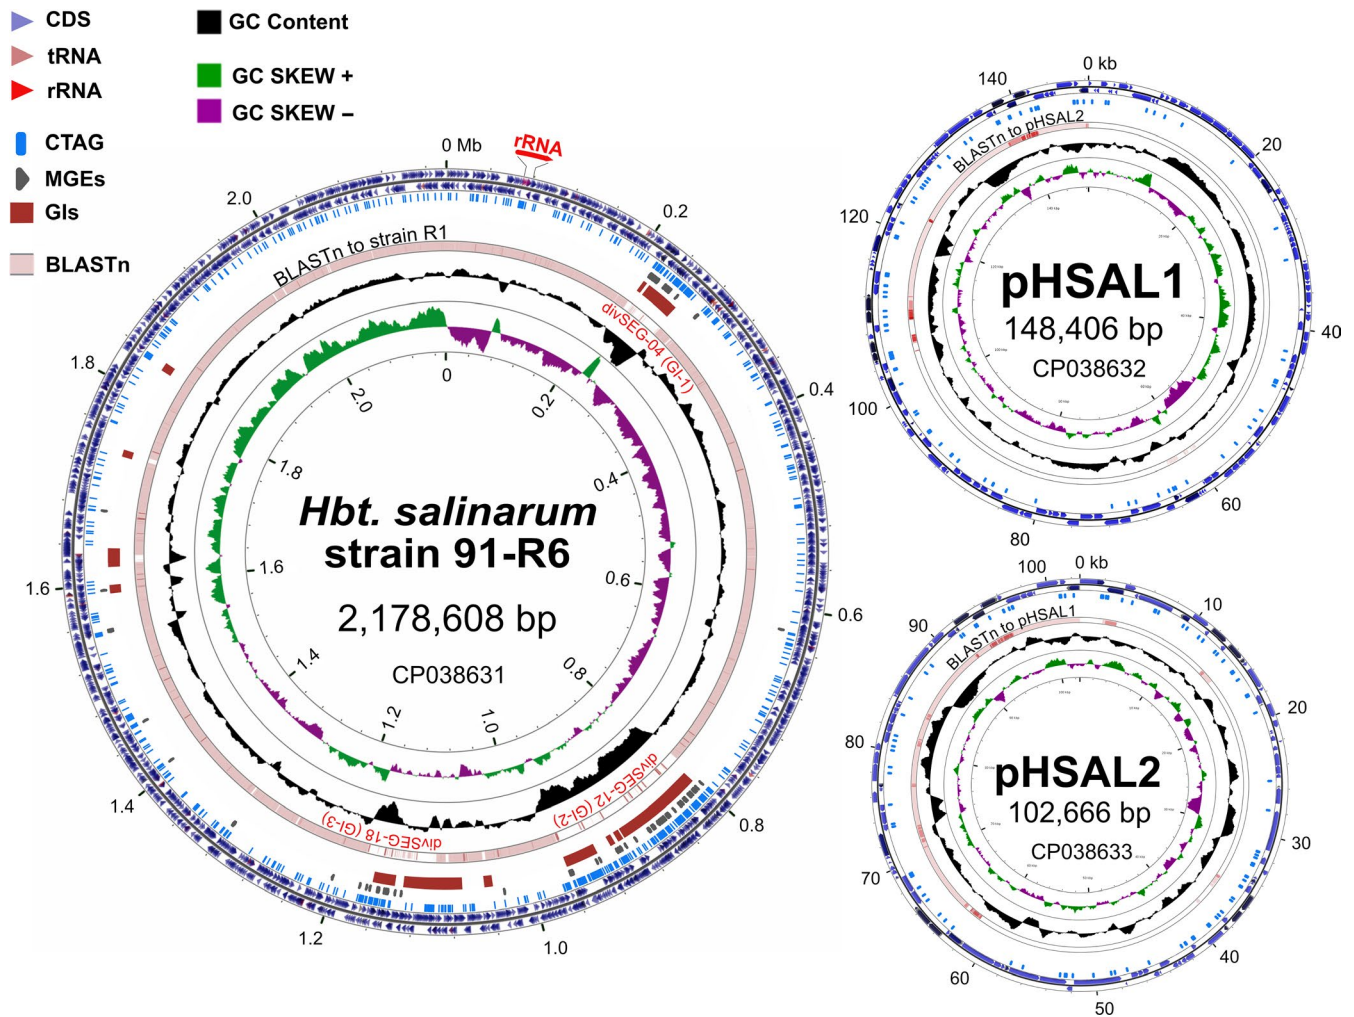 CDS
tRNA
rRNA
CTAG
MGEs
GIs
BLASTn
GC Content
GC SKEW +
GC SKEW –
0 Mb
rRNA
0.2
0.4
0.6
0.8
1.0
1.2
1.4
1.6
1.8
2.0
BLASTn to strain R1
divSEG-04 (GI-1)
divSEG-12 (GI-2)
divSEG-18 (GI-3)
0
0.2
0.4
0.6
0.8
1.0
1.2
1.4
1.6
1.8
2.0
Hbt. salinarum
strain 91-R6
2,178,608 bp
CP038631
0 kb
20
40
60
80
100
120
140
BLASTn to pHSAL2
pHSAL1
148,406 bp
CP038632
0 kb
10
20
30
40
50
60
70
80
90
100
BLASTn to pHSAL1
pHSAL2
102,666 bp
CP038633